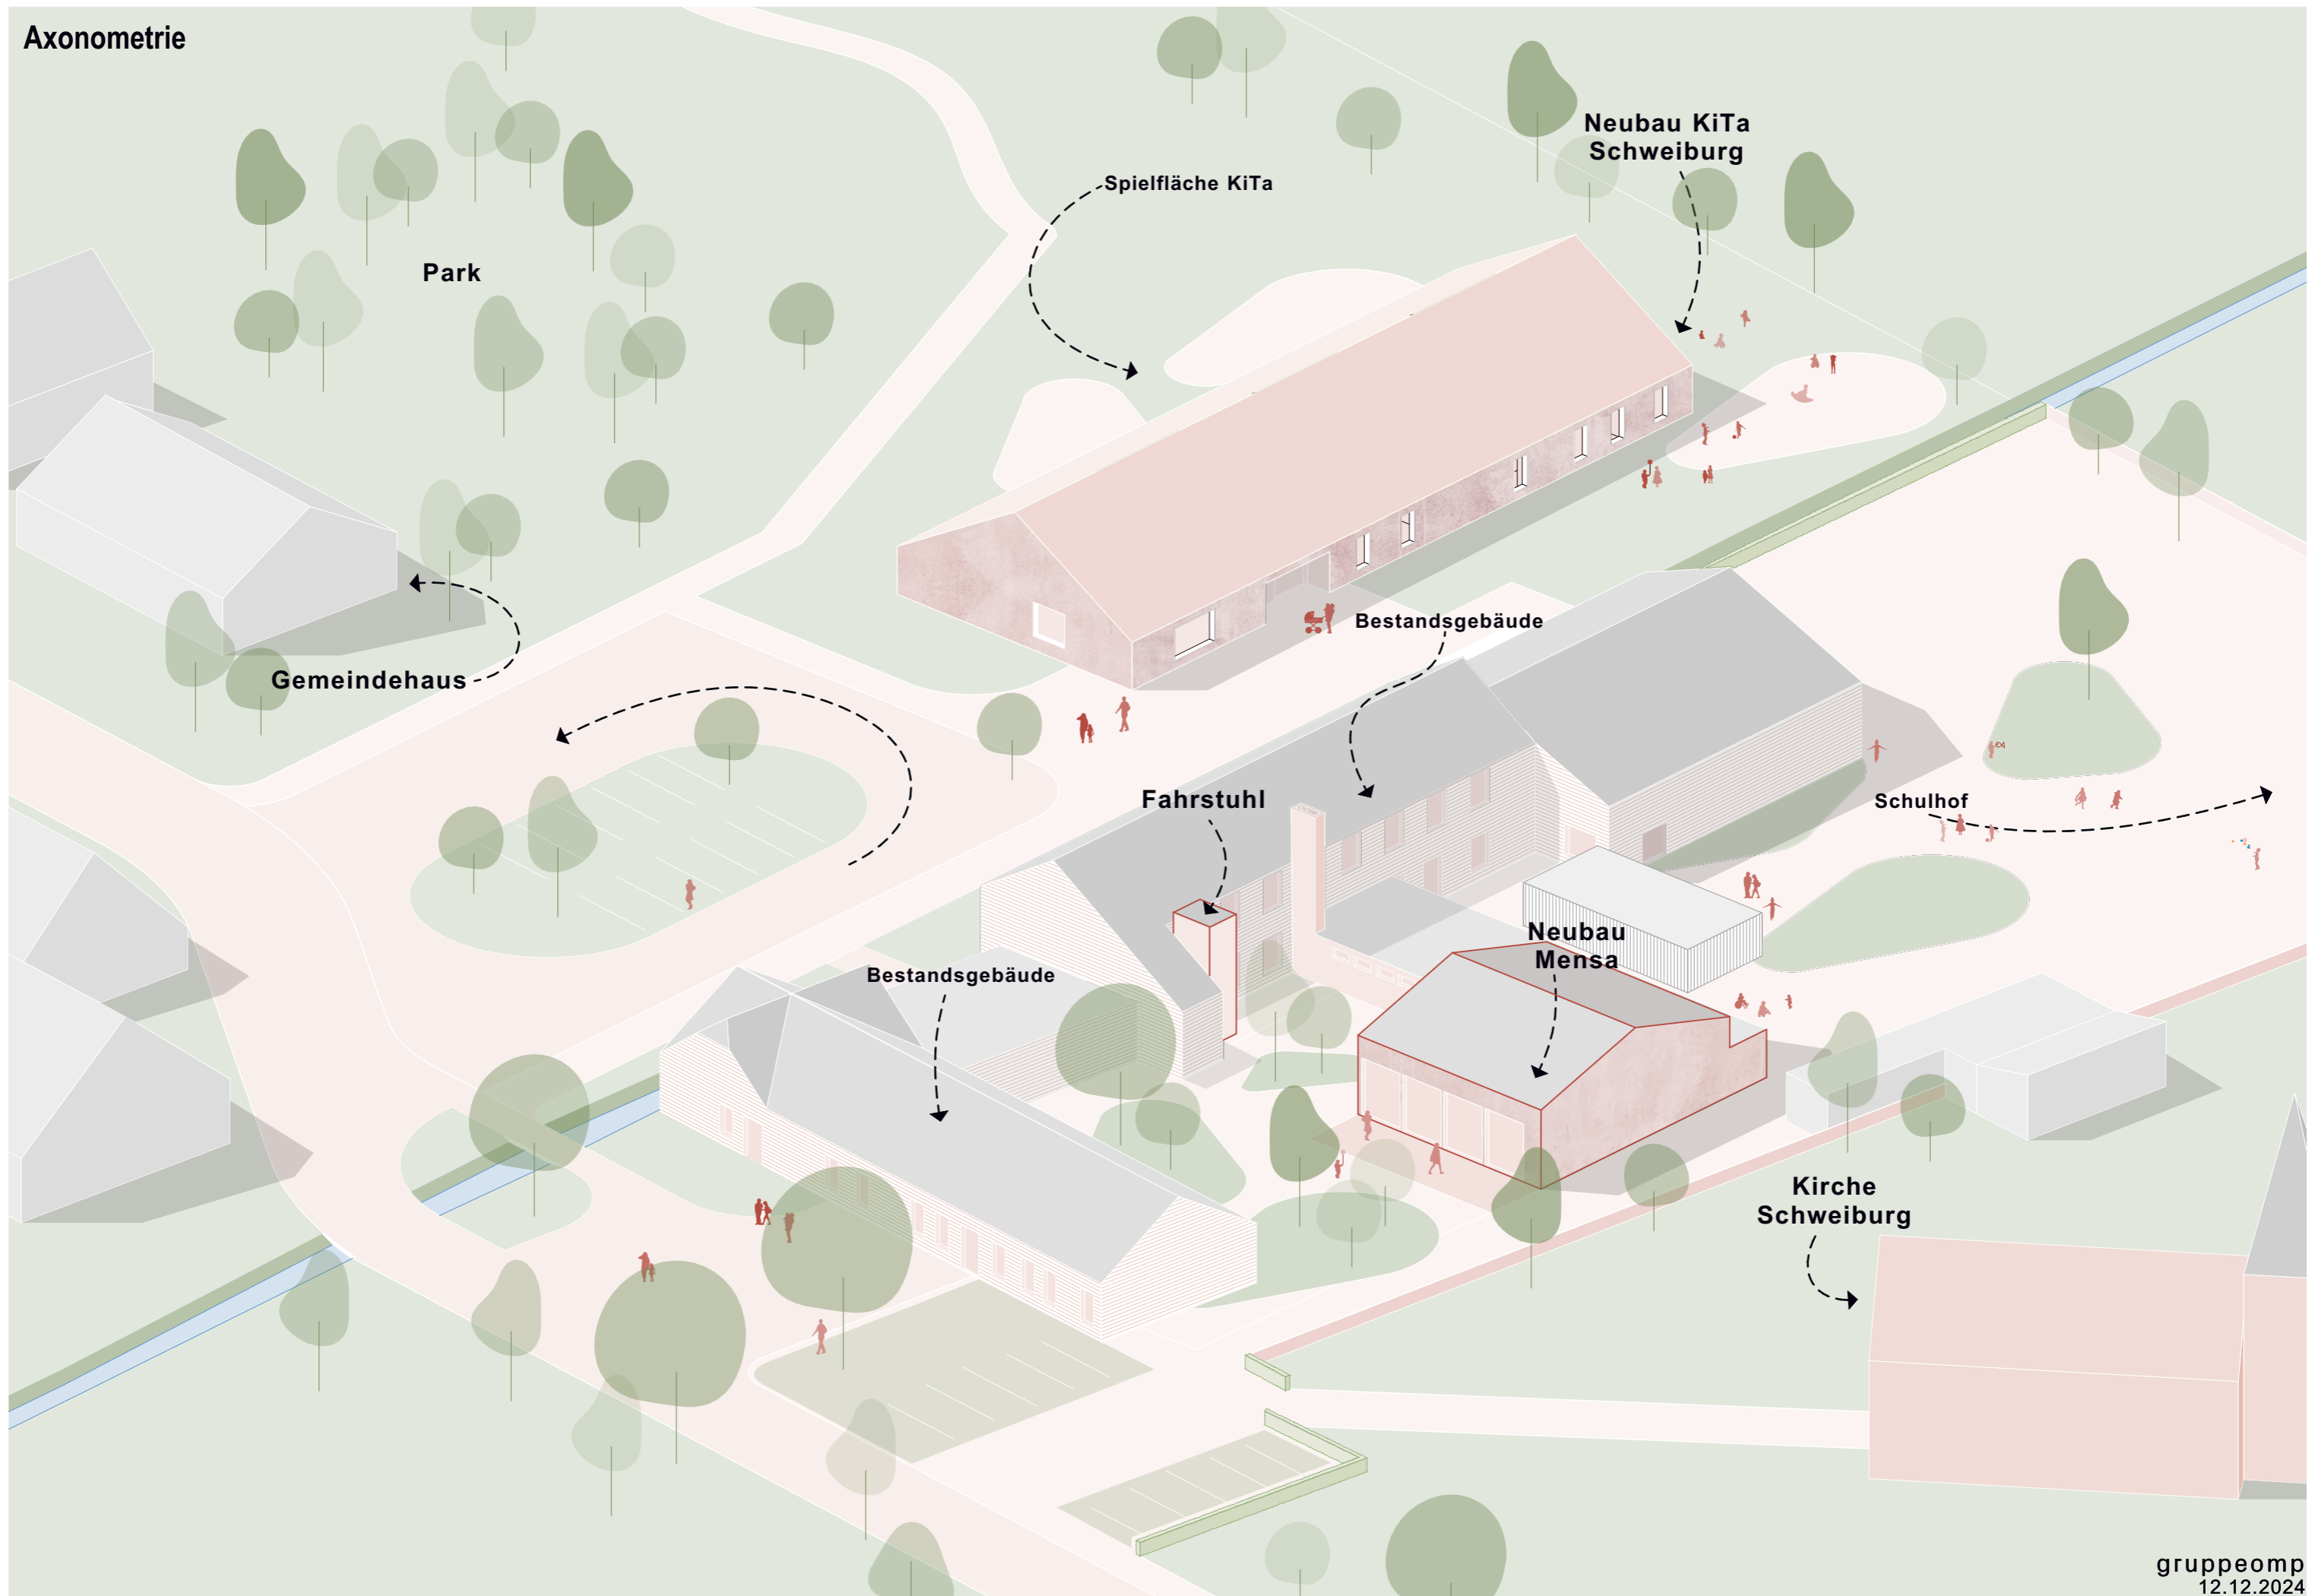 Axonometrie
Neubau KiTa
Schweiburg
Spielfläche KiTa
Park
Bestandsgebäude
Gemeindehaus
Fahrstuhl
Schulhof
Neubau
Mensa
Bestandsgebäude
Kirche
Schweiburg
gruppeomp
12.12.2024